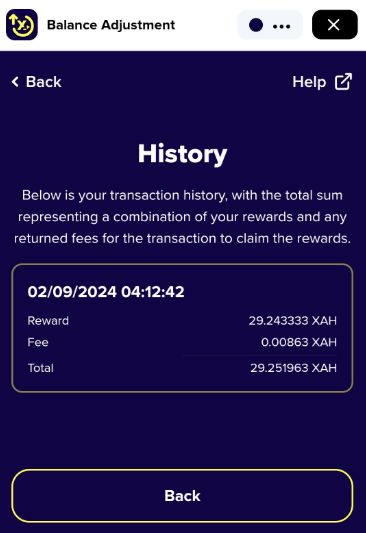 Balance Adjustment
Back
Help
History
Below is your transaction history, with the total sum
representing a combination of your rewards and any
returned fees for the transaction to claim the rewards.
02/09/2024 04:12:42
Reward 29.243333 XAH
Fee 0.00863 XAH
Total 29.251963 XAH
Back